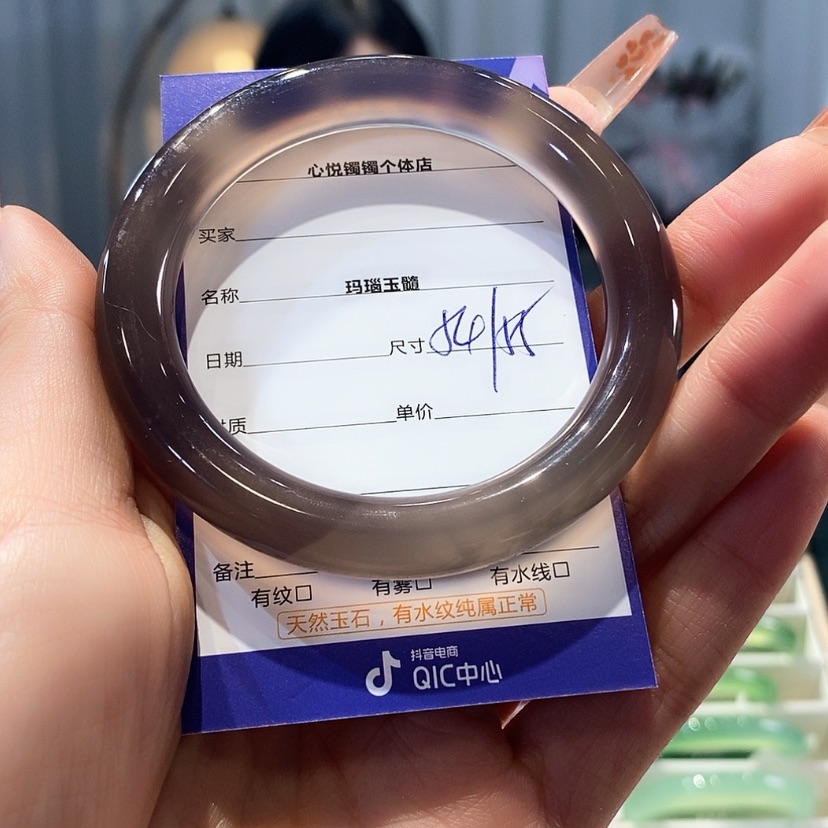 心悦镯镯个体店
买家
名称 玛瑙玉髓
日期 尺寸 54/55
质 单价
备注
有纹□ 有雾□ 有水线□
天然玉石，有水纹纯属正常
抖音电商
QIC中心